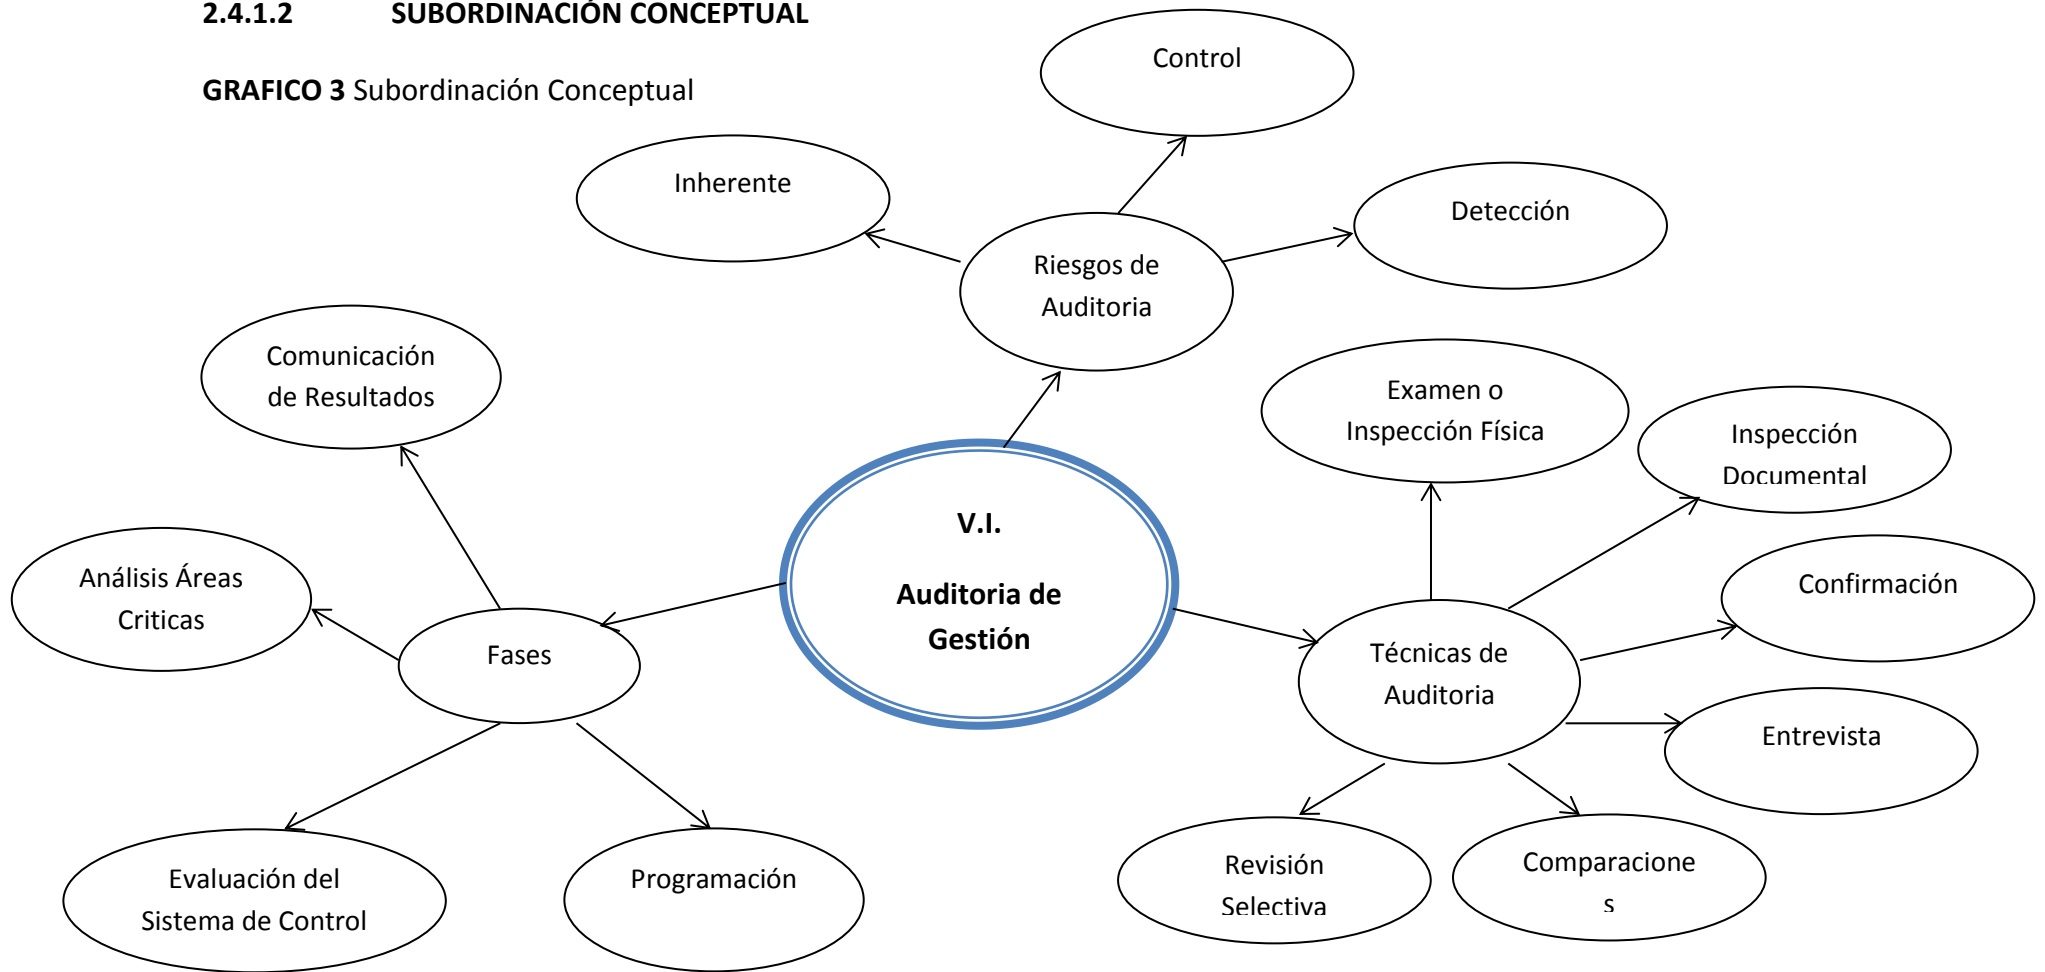 2.4.1.2 SUBORDINACIÓN CONCEPTUAL
GRAFICO 3 Subordinación Conceptual
Control
Inherente
Detección
Riesgos de
Auditoria
Comunicación
de Resultados
Examen o
Inspección Física
Inspección
Documental
V.I.
Auditoria de
Gestión
Análisis Áreas
Criticas
Confirmación
Fases
Técnicas de
Auditoria
Entrevista
Evaluación del
Sistema de Control
Programación
Revisión
Selectiva
Comparacione
s